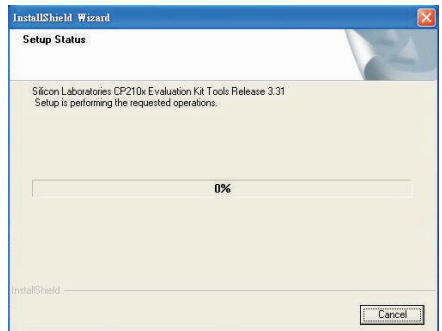 InstallShield Wizard
Setup Status
Silicon Laboratories CP210x Evaluation Kit Tools Release 3.31
Setup is performing the requested operations.
0%
InstallShield
Cancel